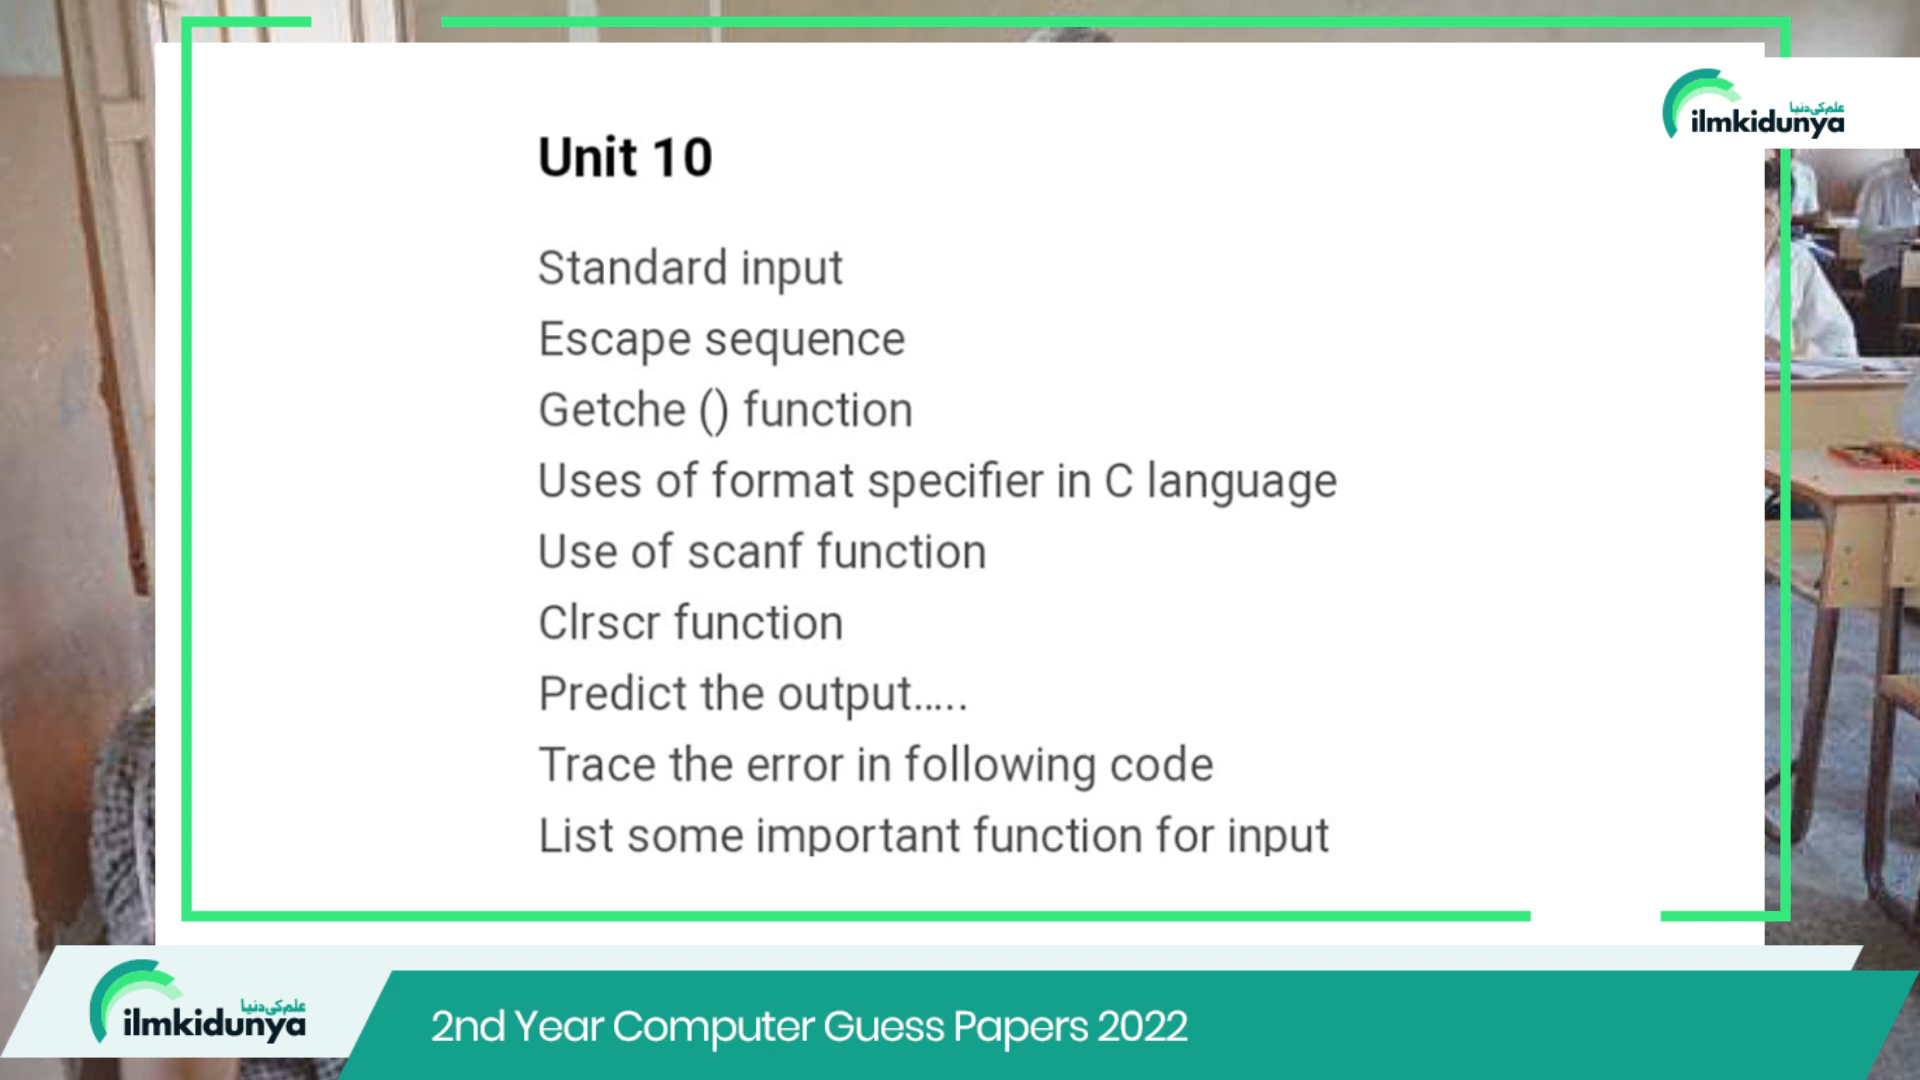 علم کی دنیا
ilmkidunya
Unit 10
Standard input
Escape sequence
Getche () function
Uses of format specifier in C language
Use of scanf function
Clrscr function
Predict the output.....
Trace the error in following code
List some important function for input
علم کی دنیا
ilmkidunya
2nd Year Computer Guess Papers 2022